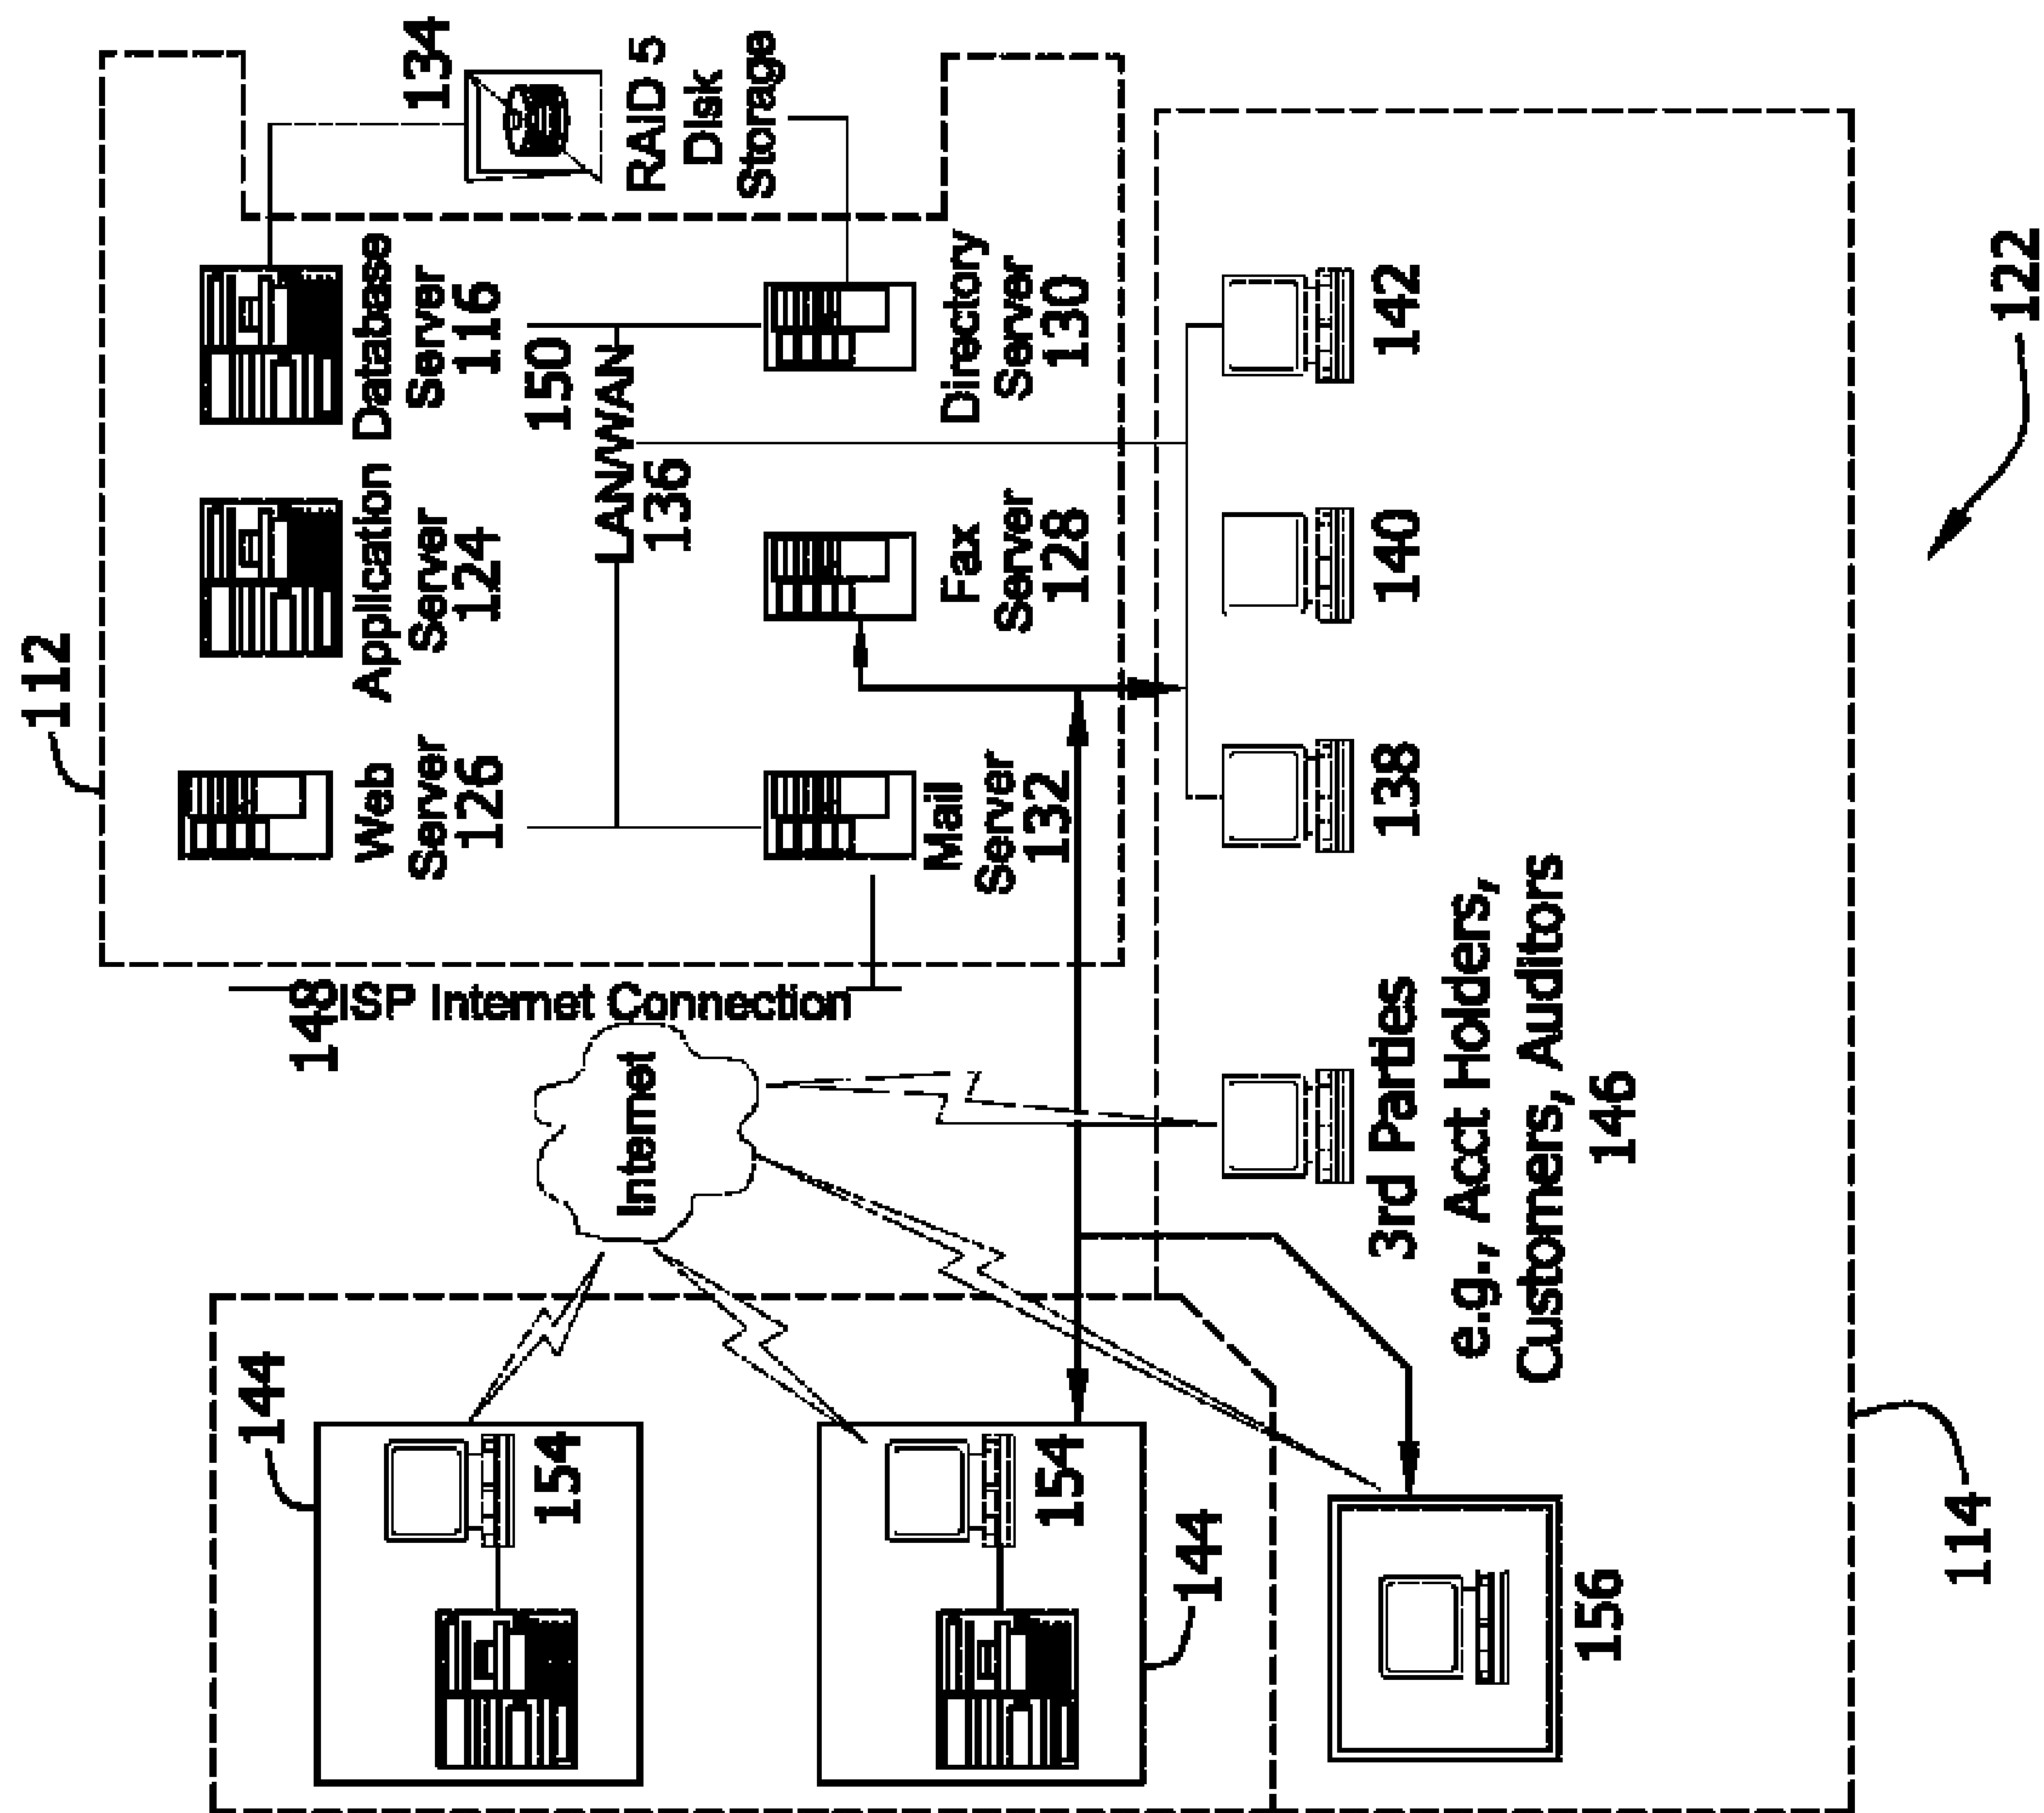 112
134
RAID 5
Disk
Storage
Web
Server
126
Application
Server
124
Database
Server
116
150
LAN/WAN
136
Mail
Server
132
Fax
Server
128
Directory
Server
130
148
ISP Internet Connection
Internet
144
154
154
144
156
3rd Parties
e.g., Acct Holders,
Customers, Auditors
146
138
140
142
114
122